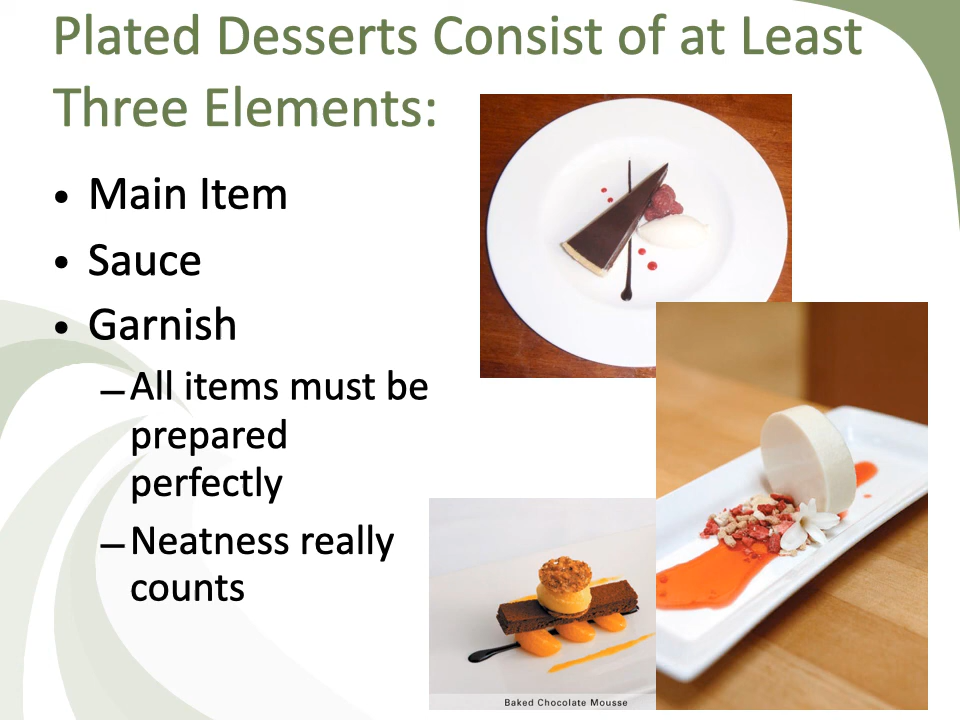 Plated Desserts Consist of at Least
Three Elements:
• Main Item
• Sauce
• Garnish
– All items must be
prepared
perfectly
– Neatness really
counts
Baked Chocolate Mousse